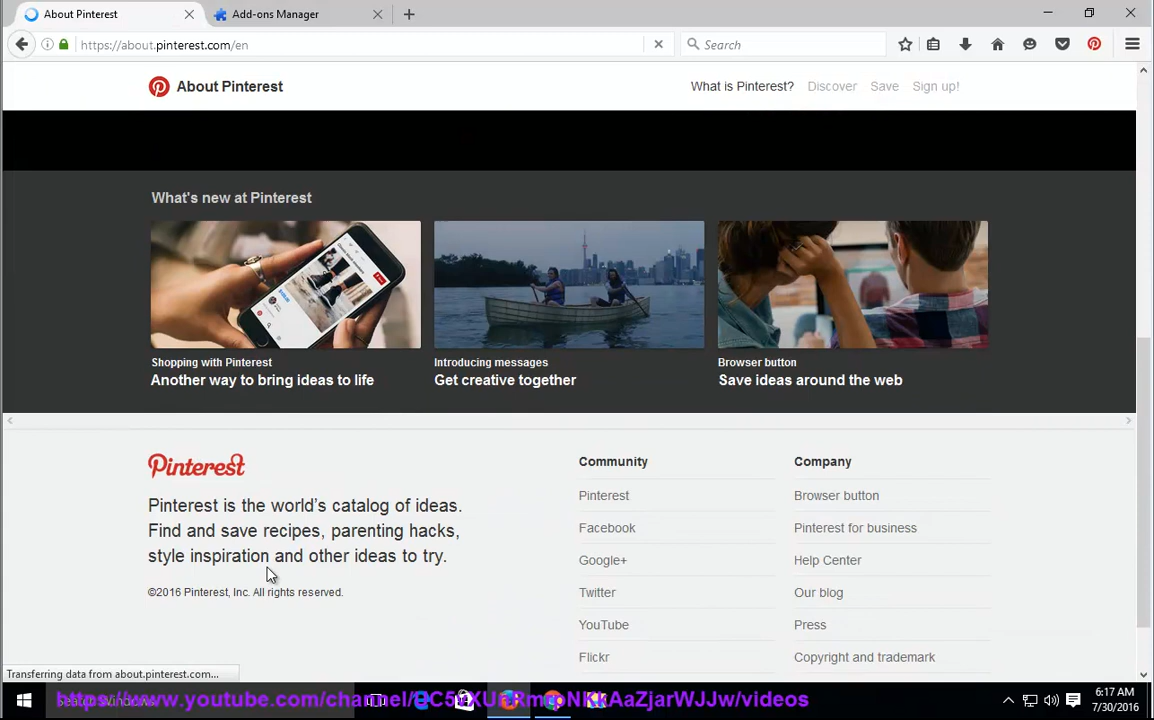 About Pinterest
Add-ons Manager
https://about.pinterest.com/en
Search
About Pinterest
What is Pinterest?
Discover
Save
Sign up!
What's new at Pinterest
Shopping with Pinterest
Another way to bring ideas to life
Introducing messages
Get creative together
Browser button
Save ideas around the web
Pinterest
Pinterest is the world's catalog of ideas.
Find and save recipes, parenting hacks,
style inspiration and other ideas to try.
©2016 Pinterest, Inc. All rights reserved.
Community
Pinterest
Facebook
Google+
Twitter
YouTube
Flickr
Company
Browser button
Pinterest for business
Help Center
Our blog
Press
Copyright and trademark
Transferring data from about.pinterest.com...
Search Windows
6:17 AM
7/30/2016